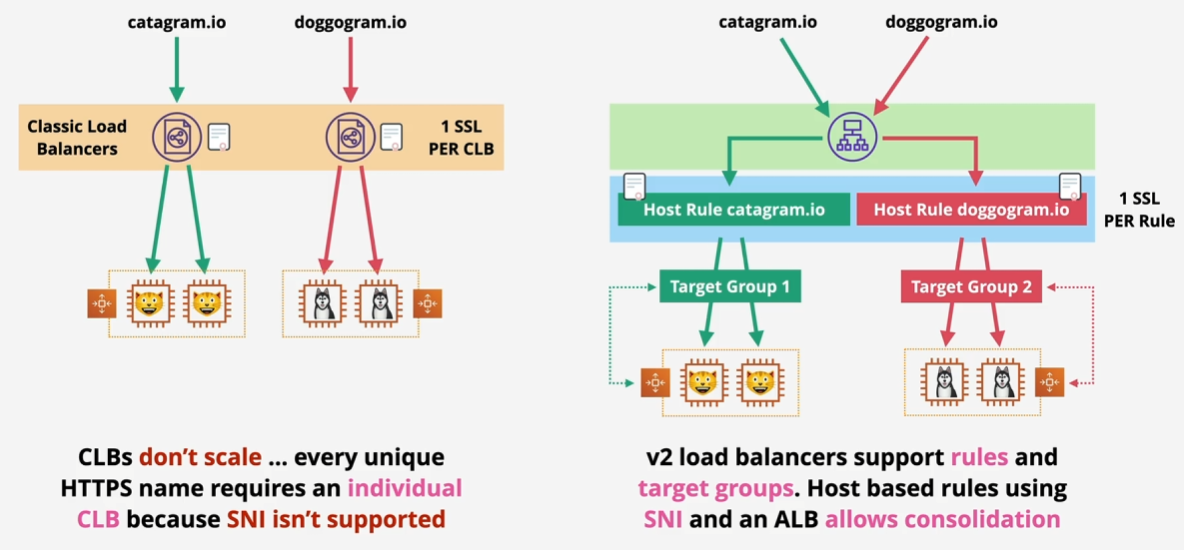 catagram.io
doggogram.io
Classic Load
Balancers
1 SSL
PER CLB
CLBs don't scale ... every unique
HTTPS name requires an individual
CLB because SNI isn't supported
catagram.io
doggogram.io
Host Rule catagram.io
Host Rule doggogram.io
1 SSL
PER Rule
Target Group 1
Target Group 2
v2 load balancers support rules and
target groups. Host based rules using
SNI and an ALB allows consolidation